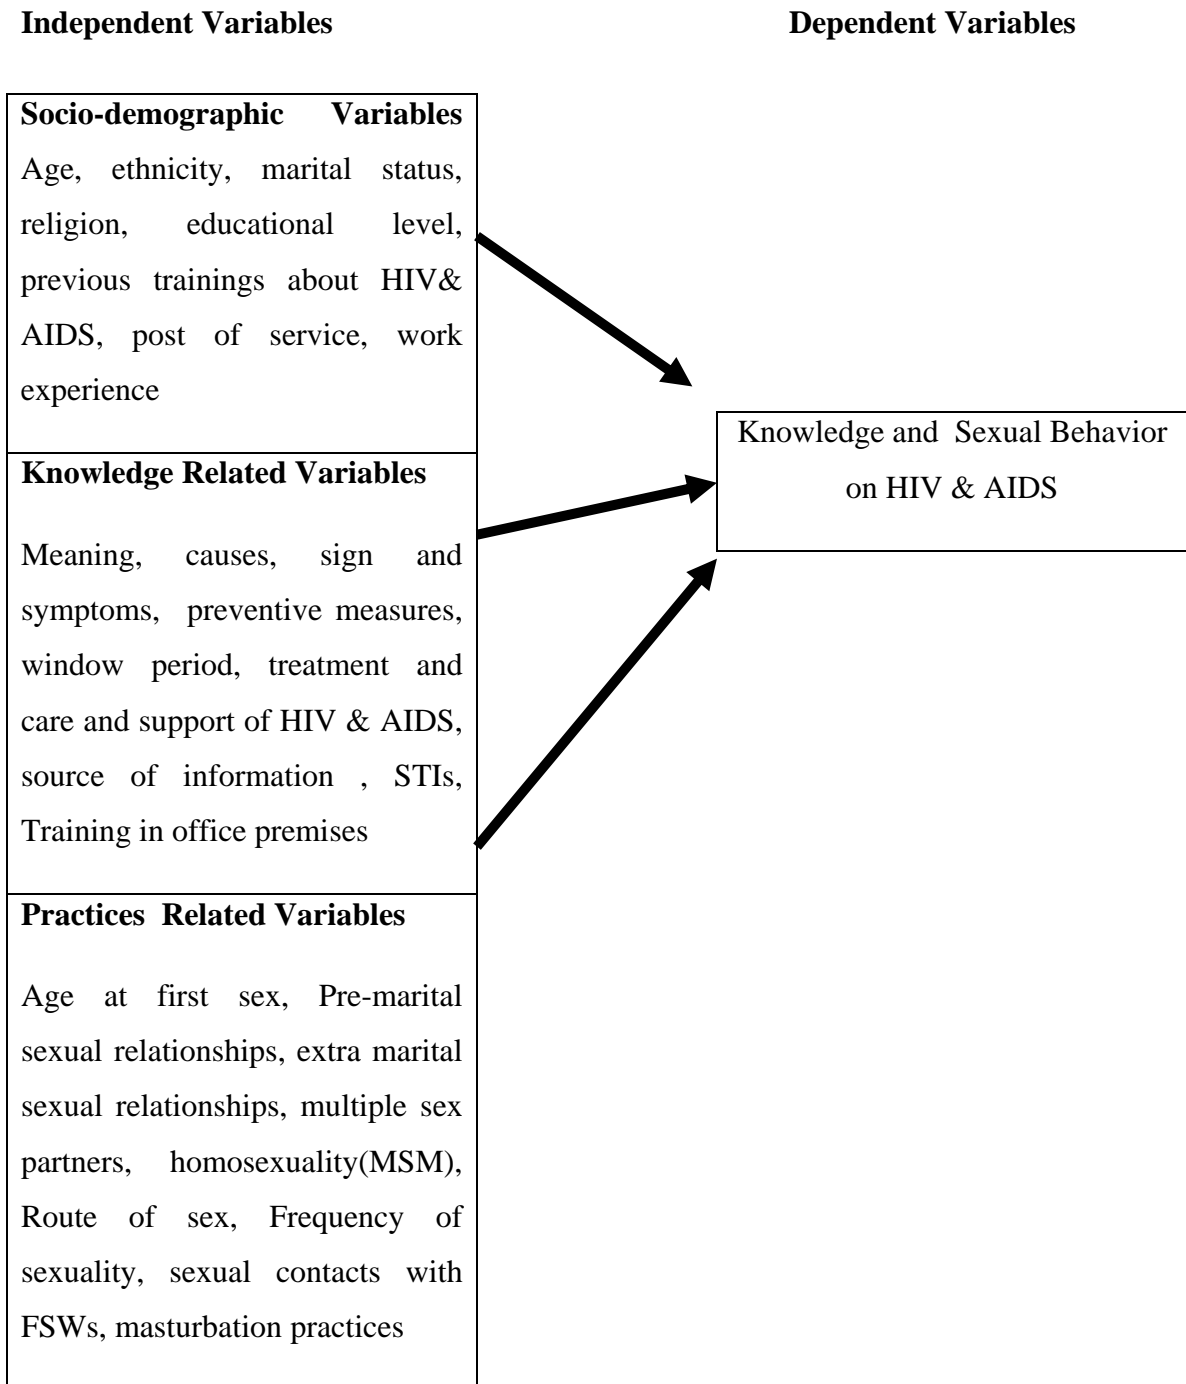 Independent Variables
Dependent Variables
Socio-demographic Variables
Age, ethnicity, marital status,
religion, educational level,
previous trainings about HIV&
AIDS, post of service, work
experience
Knowledge Related Variables
Meaning, causes, sign and
symptoms, preventive measures,
window period, treatment and
care and support of HIV & AIDS,
source of information , STIs,
Training in office premises
Practices Related Variables
Age at first sex, Pre-marital
sexual relationships, extra marital
sexual relationships, multiple sex
partners, homosexuality(MSM),
Route of sex, Frequency of
sexuality, sexual contacts with
FSWs, masturbation practices
Knowledge and Sexual Behavior
on HIV & AIDS